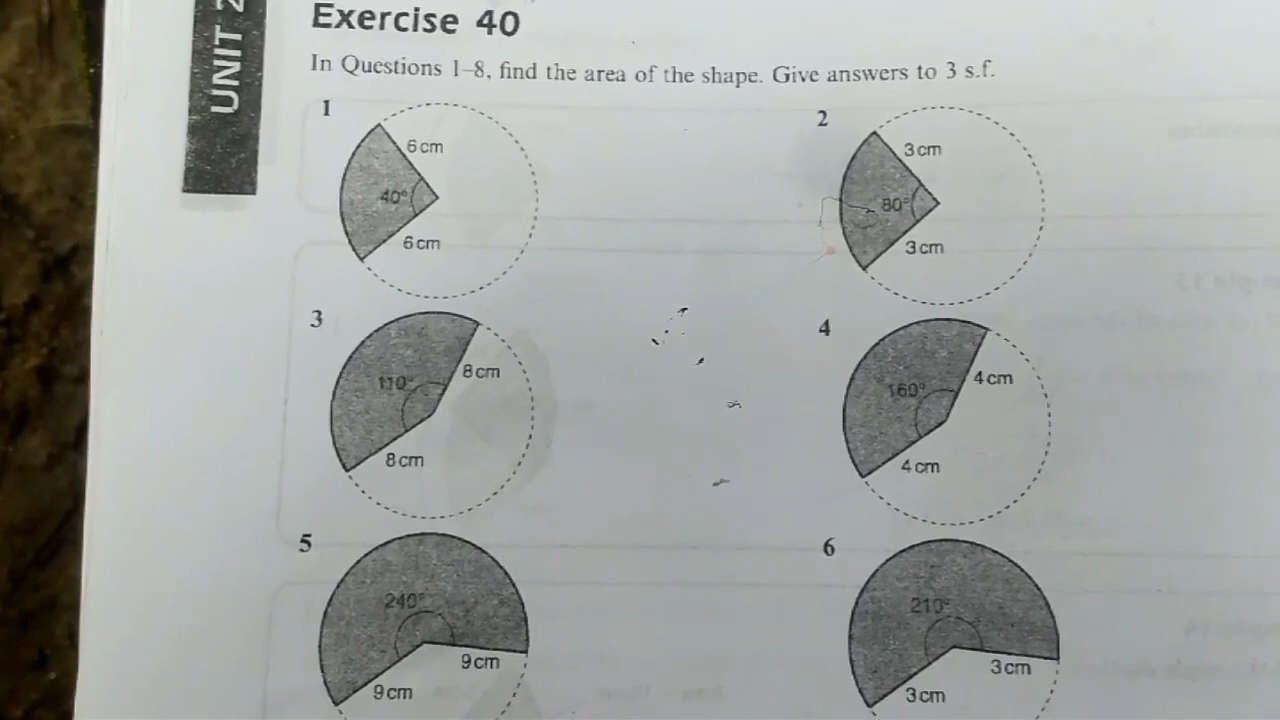 UNIT 2
Exercise 40
In Questions 1–8, find the area of the shape. Give answers to 3 s.f.
1
6 cm
40°
6 cm
2
3 cm
80°
3 cm
3
110°
8 cm
8 cm
4
160°
4 cm
4 cm
5
240°
9 cm
9 cm
6
210°
3 cm
3 cm